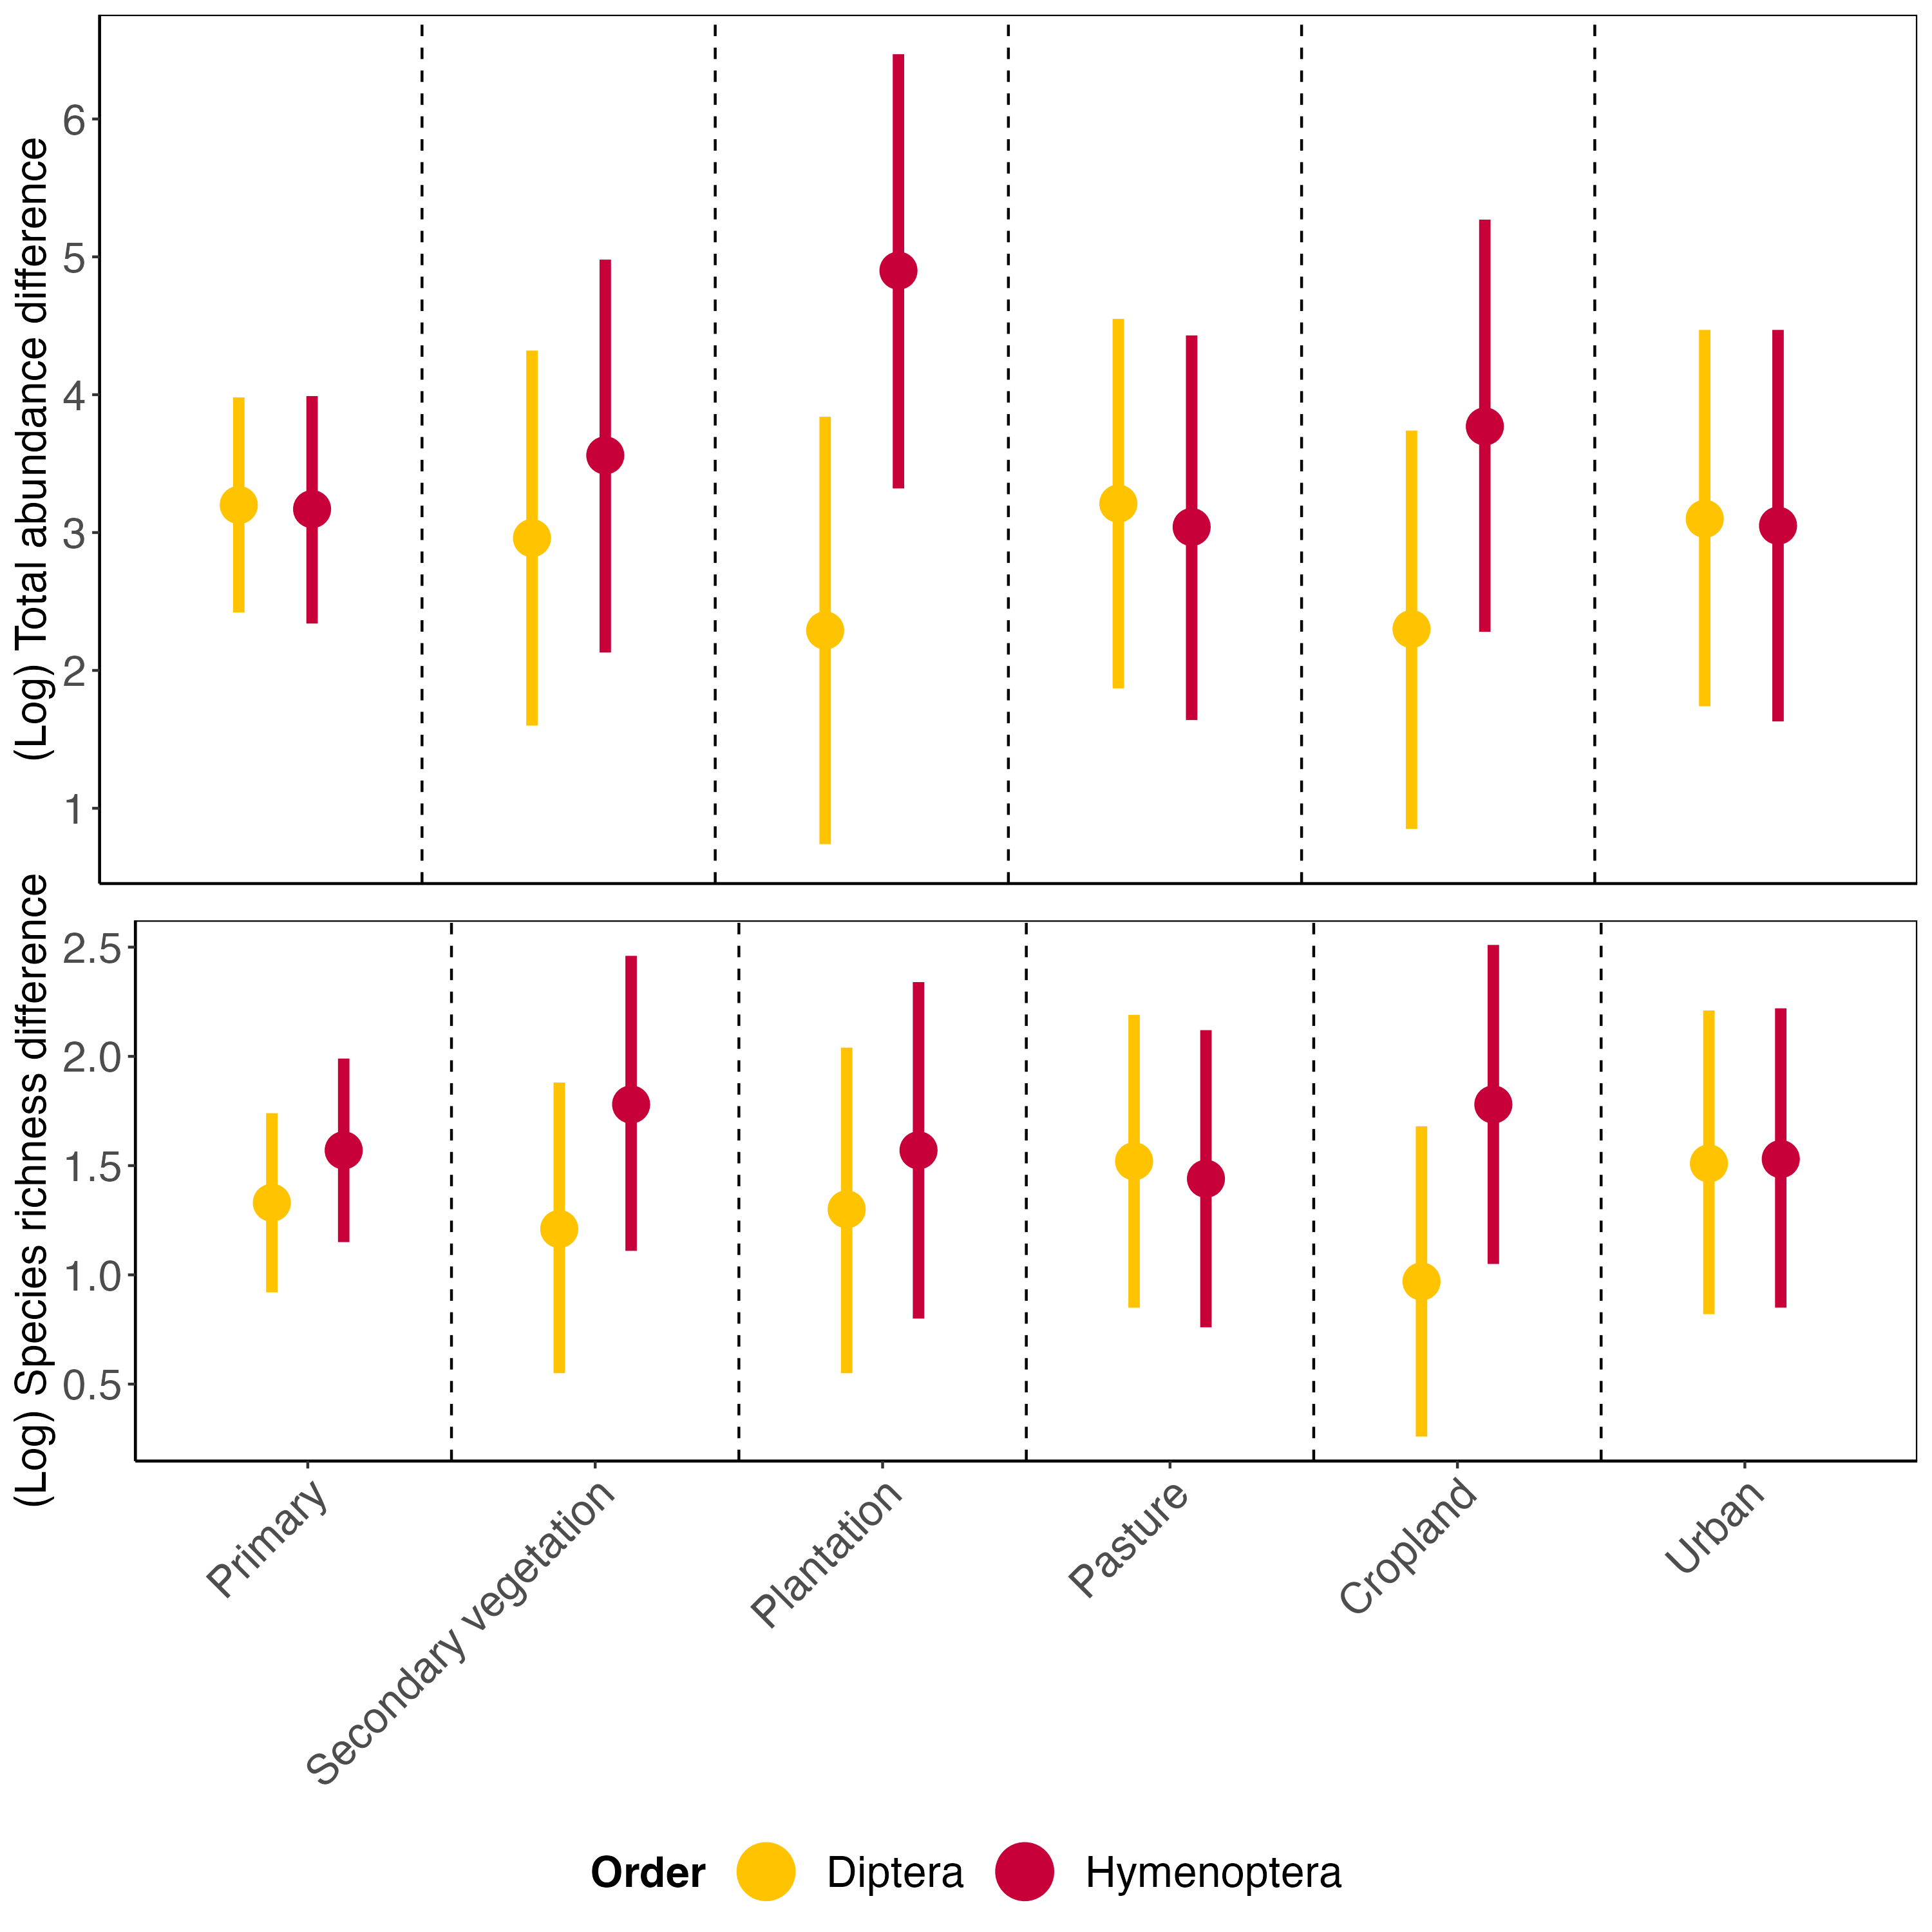 (Log) Total abundance difference
6
5
4
3
2
1
(Log) Species richness difference
2.5
2.0
1.5
1.0
0.5
Primary
Secondary vegetation
Plantation
Pasture
Cropland
Urban
Order Diptera Hymenoptera